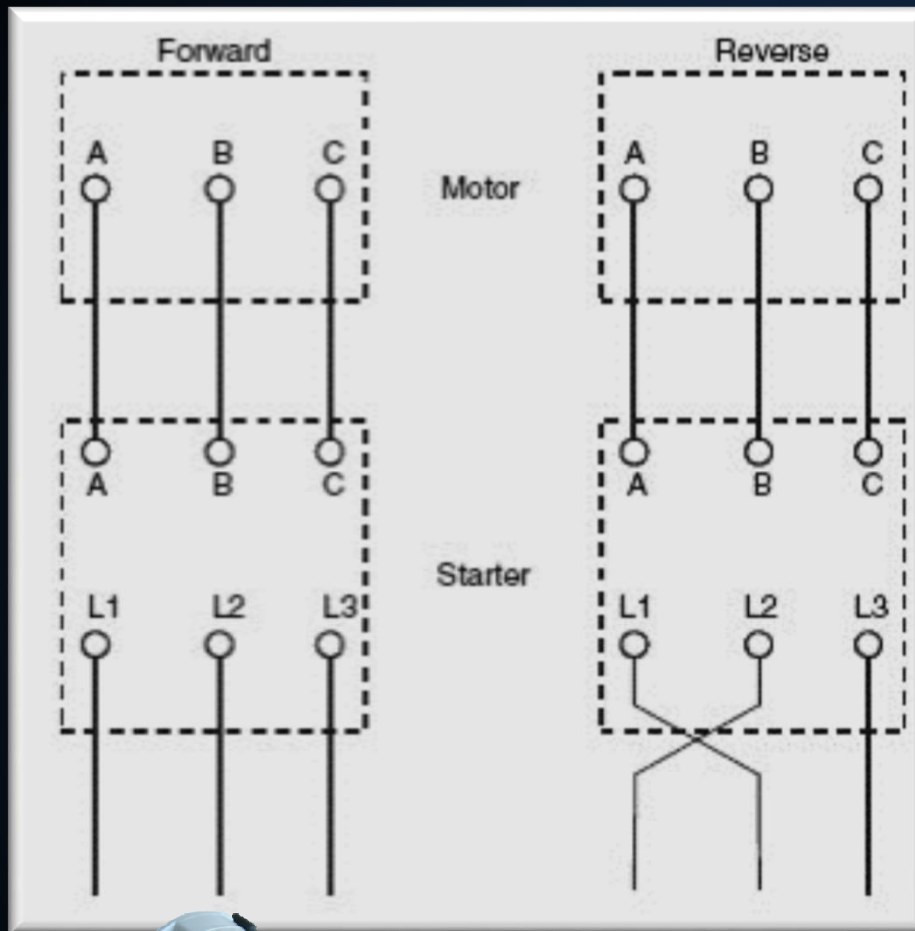 Forward Reverse
A B C A B C
Motor
A B C A B C
Starter
L1 L2 L3 L1 L2 L3